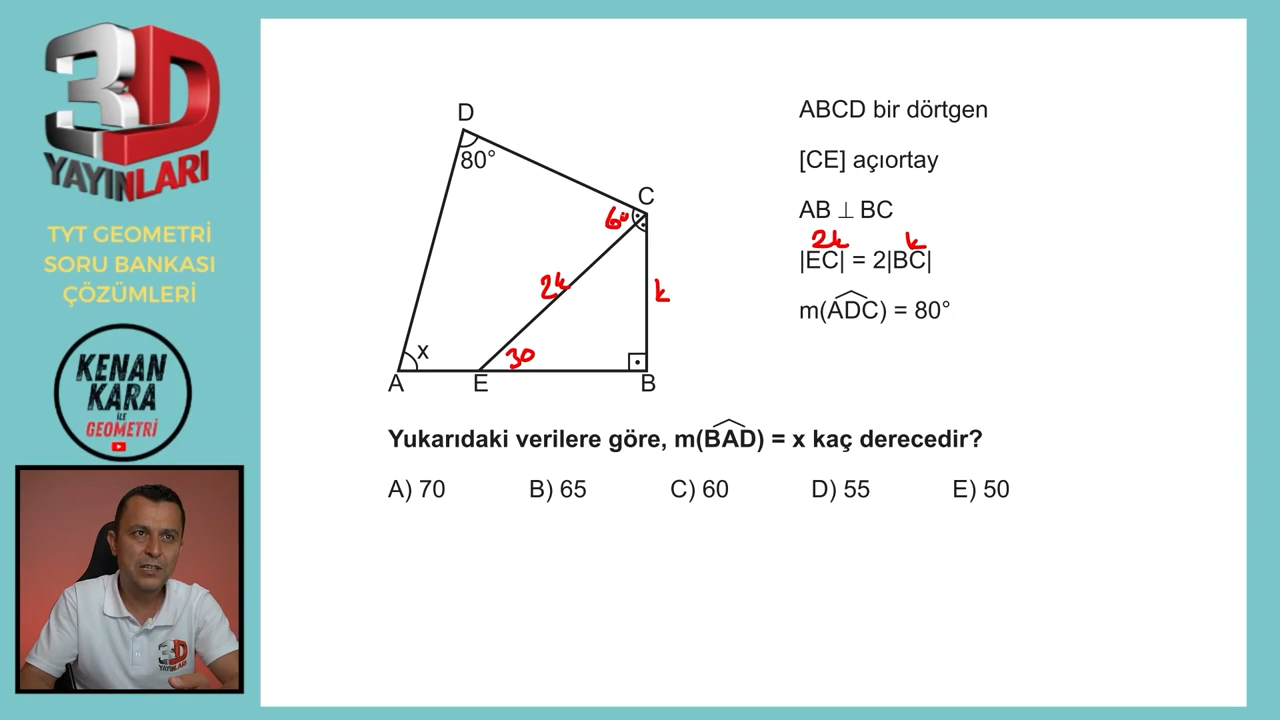 3D
YAYINLARI
TYT GEOMETRİ
SORU BANKASI
ÇÖZÜMLERİ
KENAN
KARA
İLE
GEOMETRİ
3D
YAYINLARI
D
80°
C
60
2k
k
x
30
A
E
B
ABCD bir dörtgen
[CE] açıortay
AB ⊥ BC
2k k
|EC| = 2|BC|
m(ADC) = 80°
Yukarıdaki verilere göre, m(BAD) = x kaç derecedir?
A) 70 B) 65 C) 60 D) 55 E) 50